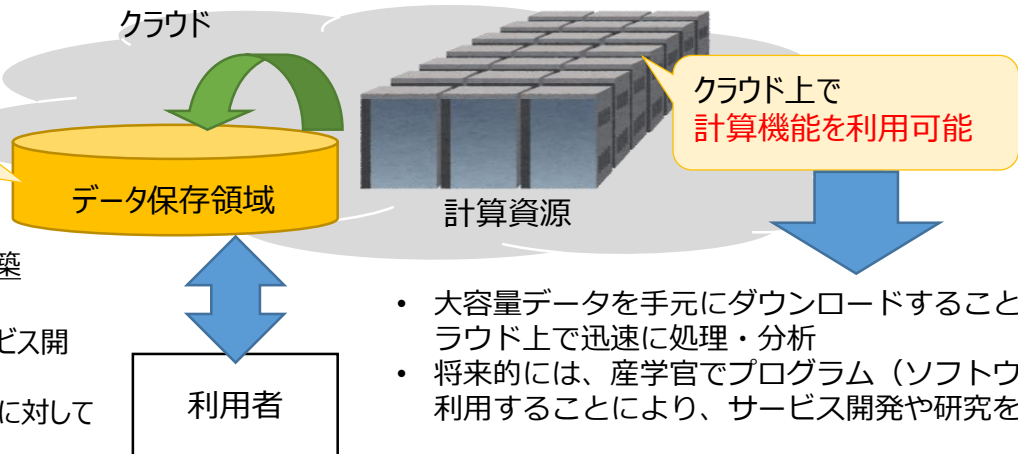 クラウド
クラウド上で
計算機能を利用可能
データ保存領域
計算資源
築
ビス開
に対して
利用者
• 大容量データを手元にダウンロードすること
ラウド上で迅速に処理・分析
• 将来的には、産学官でプログラム（ソフトウ
利用することにより、サービス開発や研究を